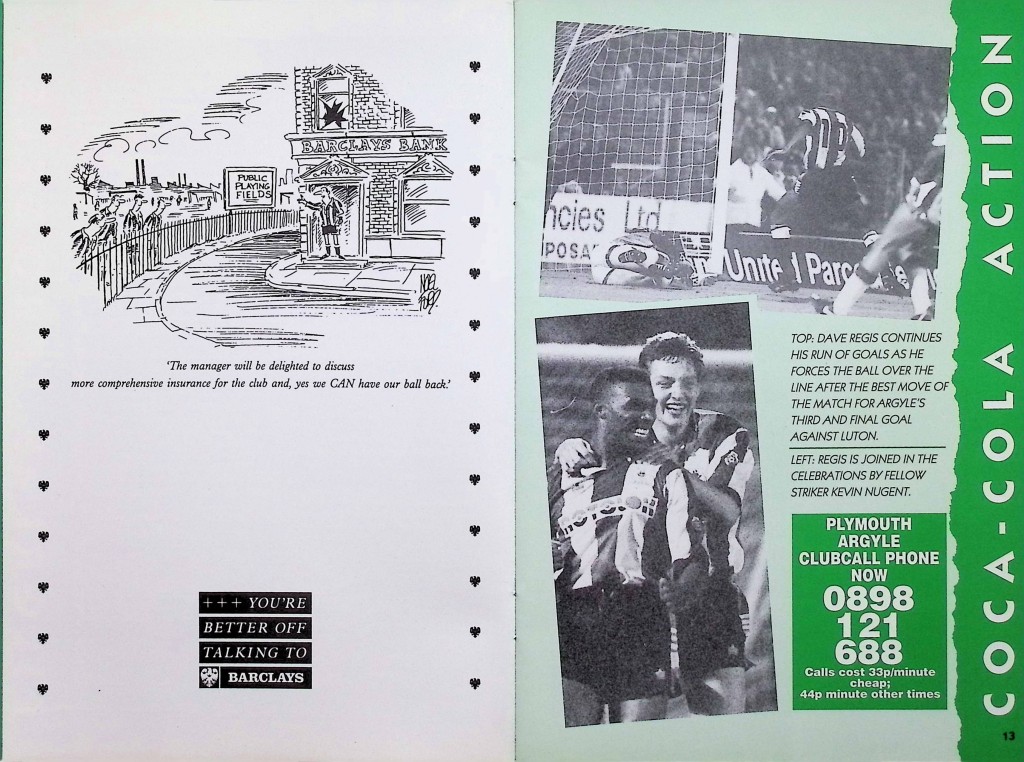 BARCLAYS BANK
PUBLIC
PLAYING
FIELDS
'The manager will be delighted to discuss
more comprehensive insurance for the club and, yes we CAN have our ball back.'
+++ YOU'RE
BETTER OFF
TALKING TO
BARCLAYS
ncies Ltd
Unite
Parc
TOP: DAVE REGIS CONTINUES
HIS RUN OF GOALS AS HE
FORCES THE BALL OVER THE
LINE AFTER THE BEST MOVE OF
THE MATCH FOR ARGYLE'S
THIRD AND FINAL GOAL
AGAINST LUTON.
LEFT: REGIS IS JOINED IN THE
CELEBRATIONS BY FELLOW
STRIKER KEVIN NUGENT.
PLYMOUTH
ARGYLE
CLUBCALL PHONE
NOW
0898
121
688
Calls cost 33p/minute
cheap;
44p minute other times
COCA-COLA ACTION
13